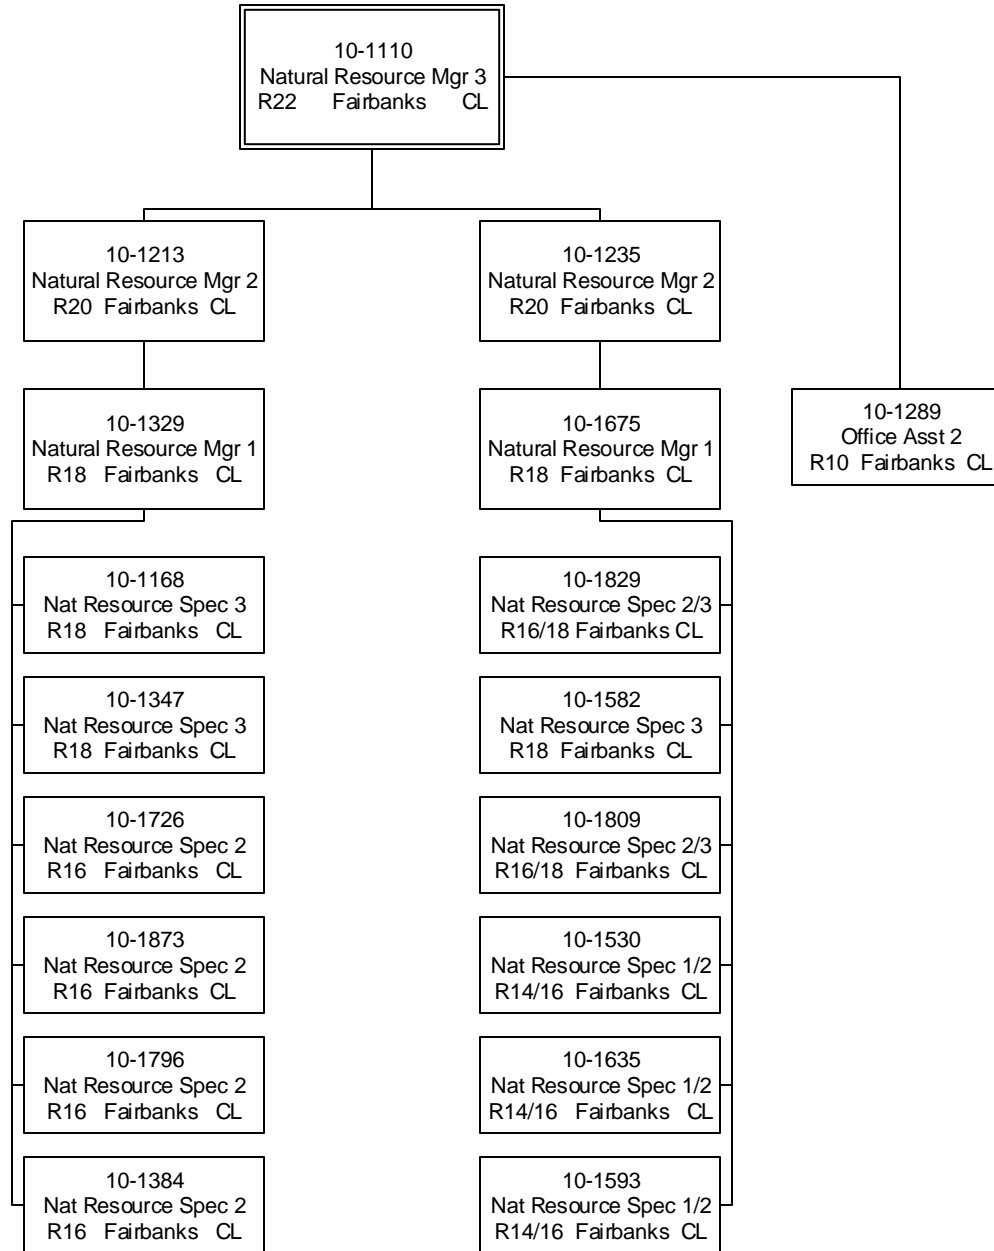 10-1110
Natural Resource Mgr 3
R22 Fairbanks CL
10-1213
Natural Resource Mgr 2
R20 Fairbanks CL
10-1235
Natural Resource Mgr 2
R20 Fairbanks CL
10-1329
Natural Resource Mgr 1
R18 Fairbanks CL
10-1675
Natural Resource Mgr 1
R18 Fairbanks CL
10-1289
Office Asst 2
R10 Fairbanks CL
10-1168
Nat Resource Spec 3
R18 Fairbanks CL
10-1829
Nat Resource Spec 2/3
R16/18 Fairbanks CL
10-1347
Nat Resource Spec 3
R18 Fairbanks CL
10-1582
Nat Resource Spec 3
R18 Fairbanks CL
10-1726
Nat Resource Spec 2
R16 Fairbanks CL
10-1809
Nat Resource Spec 2/3
R16/18 Fairbanks CL
10-1873
Nat Resource Spec 2
R16 Fairbanks CL
10-1530
Nat Resource Spec 1/2
R14/16 Fairbanks CL
10-1796
Nat Resource Spec 2
R16 Fairbanks CL
10-1635
Nat Resource Spec 1/2
R14/16 Fairbanks CL
10-1384
Nat Resource Spec 2
R16 Fairbanks CL
10-1593
Nat Resource Spec 1/2
R14/16 Fairbanks CL